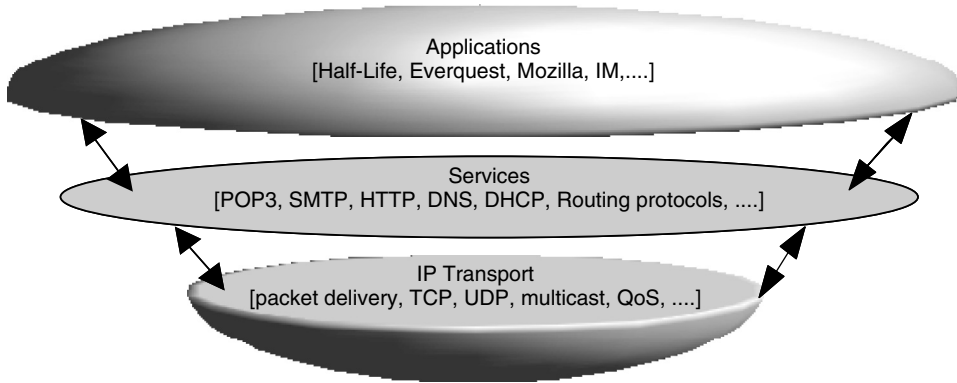 Applications
[Half-Life, Everquest, Mozilla, IM,....]
Services
[POP3, SMTP, HTTP, DNS, DHCP, Routing protocols, ....]
IP Transport
[packet delivery, TCP, UDP, multicast, QoS, ....]